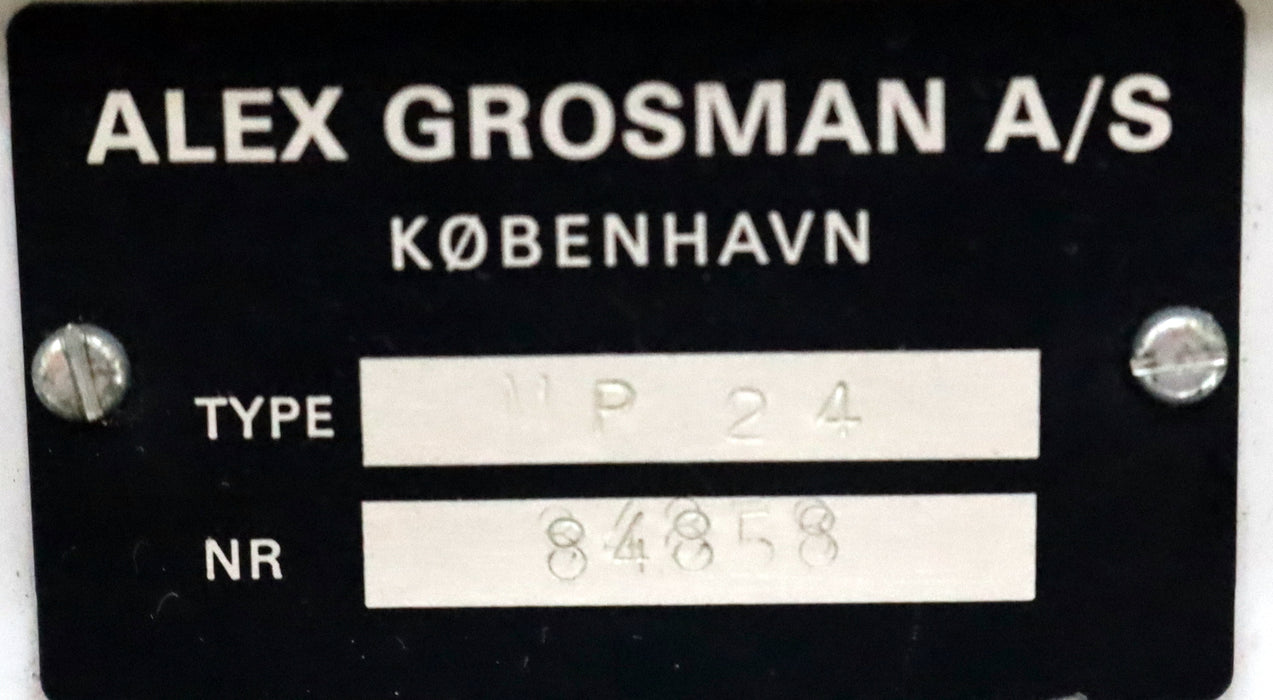 ALEX GROSMAN A/S
KØBENHAVN
TYPE P 24
NR 84858